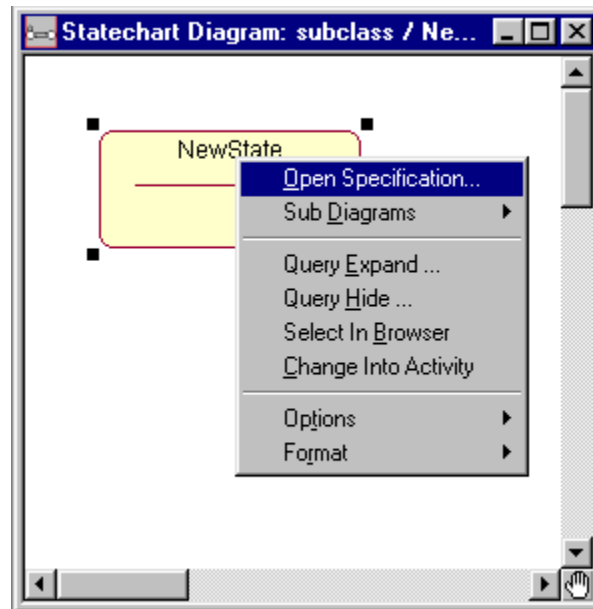 Statechart Diagram: subclass / Ne...
NewState
Open Specification...
Sub Diagrams
Query Expand ...
Query Hide ...
Select In Browser
Change Into Activity
Options
Format